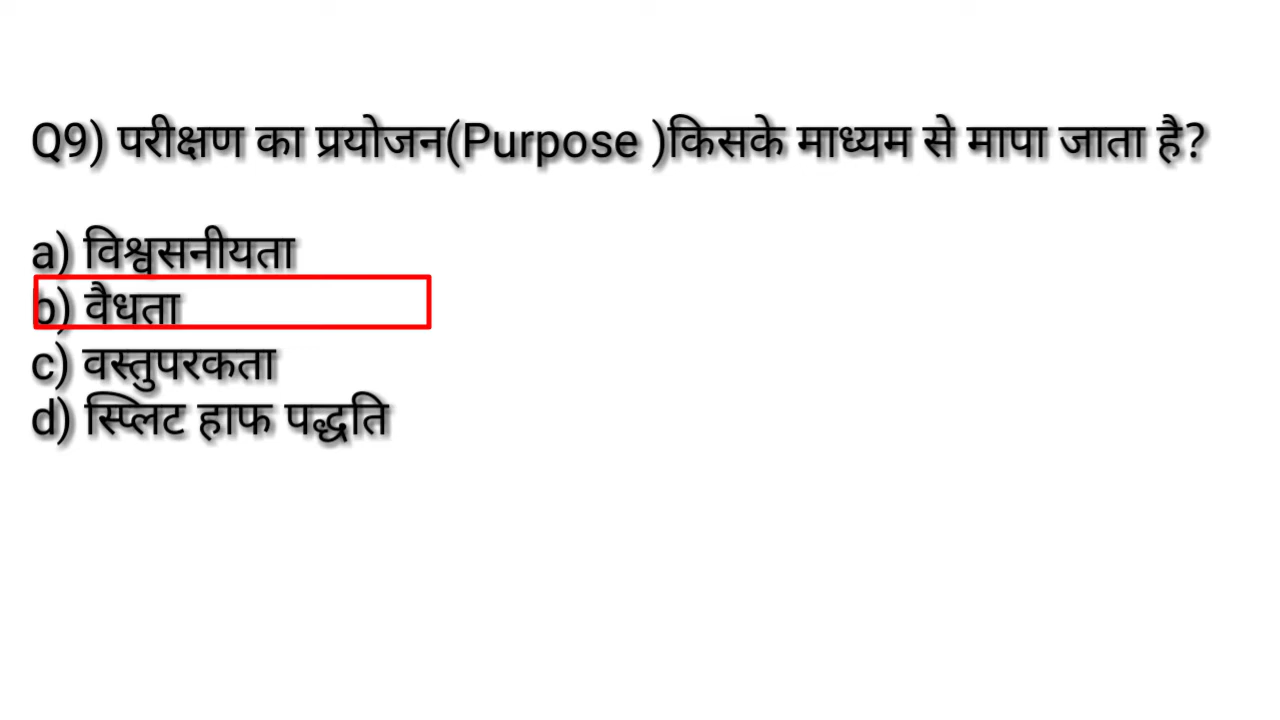 Q9) परीक्षण का प्रयोजन(Purpose )किसके माध्यम से मापा जाता है?
a) विश्वसनीयता
b) वैधता
c) वस्तुपरकता
d) स्प्लिट हाफ पद्धति